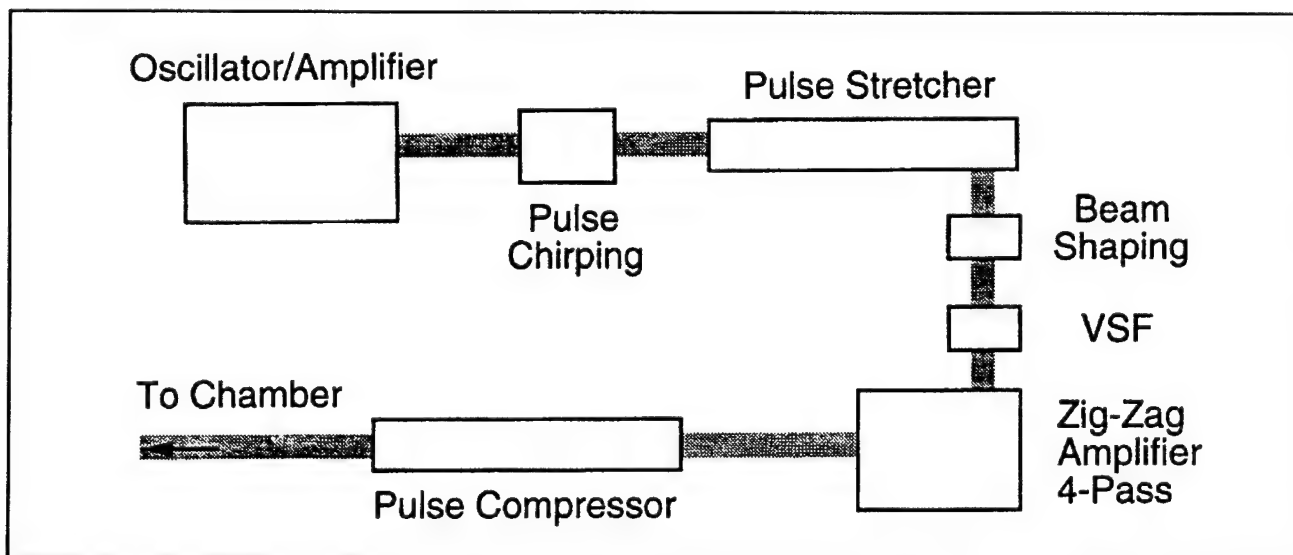 Oscillator/Amplifier
Pulse Stretcher
Pulse
Chirping
Beam
Shaping
VSF
To Chamber
Zig-Zag
Amplifier
4-Pass
Pulse Compressor